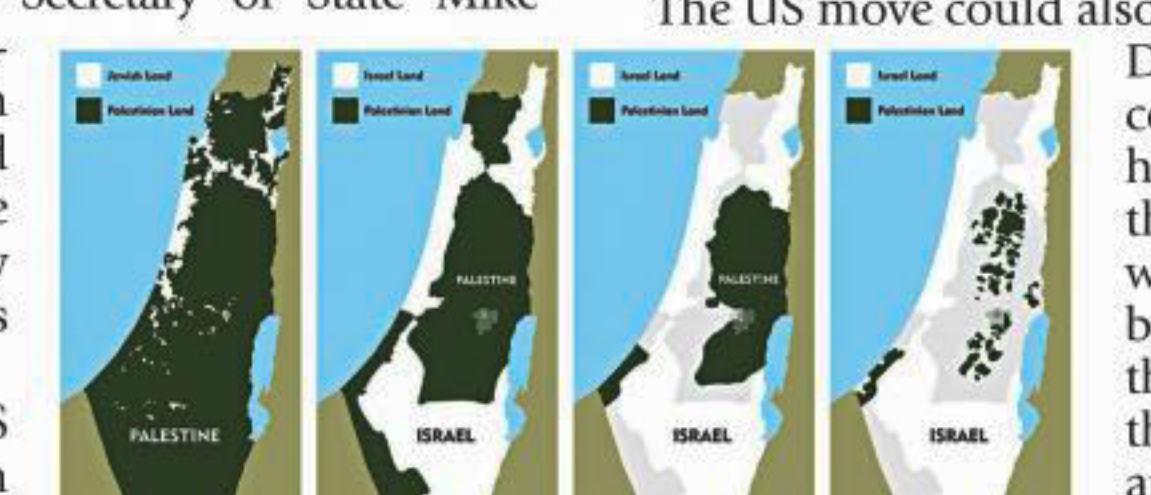 Secretary of State Mike
The US move could also
Jewish Land
Palestinian Land
PALESTINE
Israel Land
Palestinian Land
PALESTINE
ISRAEL
Israel Land
Palestinian Land
PALESTINE
ISRAEL
Israel Land
Palestinian Land
ISRAEL